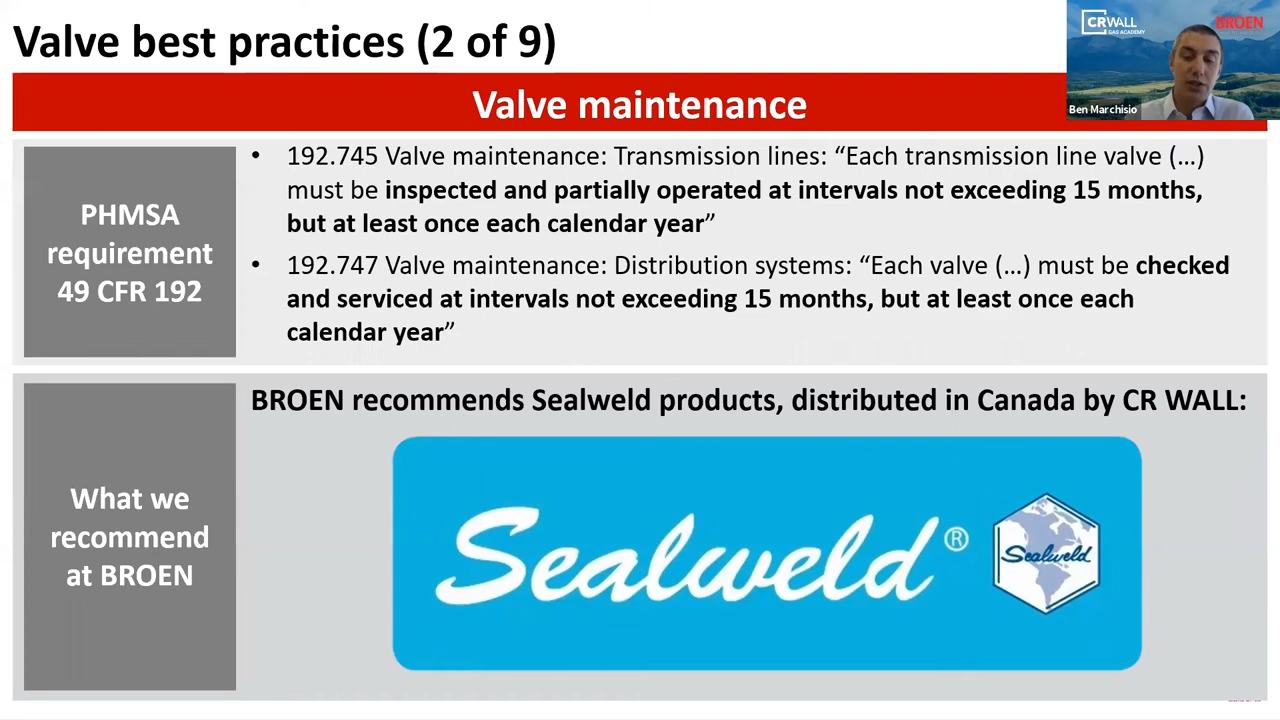 Valve best practices (2 of 9)
CRWALL
GAS ACADEMY
BROEN
Ben Marchisio
Valve maintenance
PHMSA
requirement
49 CFR 192
• 192.745 Valve maintenance: Transmission lines: “Each transmission line valve (…)
must be inspected and partially operated at intervals not exceeding 15 months,
but at least once each calendar year”
• 192.747 Valve maintenance: Distribution systems: “Each valve (…) must be checked
and serviced at intervals not exceeding 15 months, but at least once each
calendar year”
What we
recommend
at BROEN
BROEN recommends Sealweld products, distributed in Canada by CR WALL:
Sealweld®
Sealweld